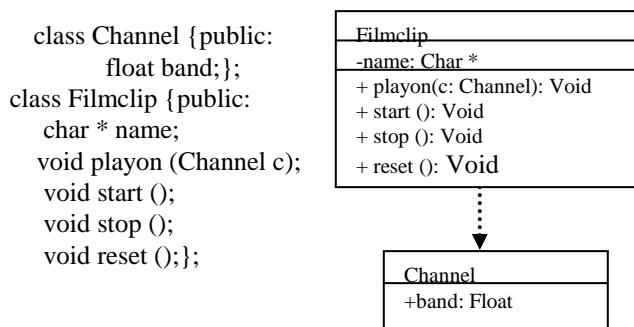 class Channel {public:
float band;};
class Filmclip {public:
char * name;
void playon (Channel c);
void start ();
void stop ();
void reset ();};
Filmclip
-name: Char *
+ playon(c: Channel): Void
+ start (): Void
+ stop (): Void
+ reset (): Void
Channel
+band: Float